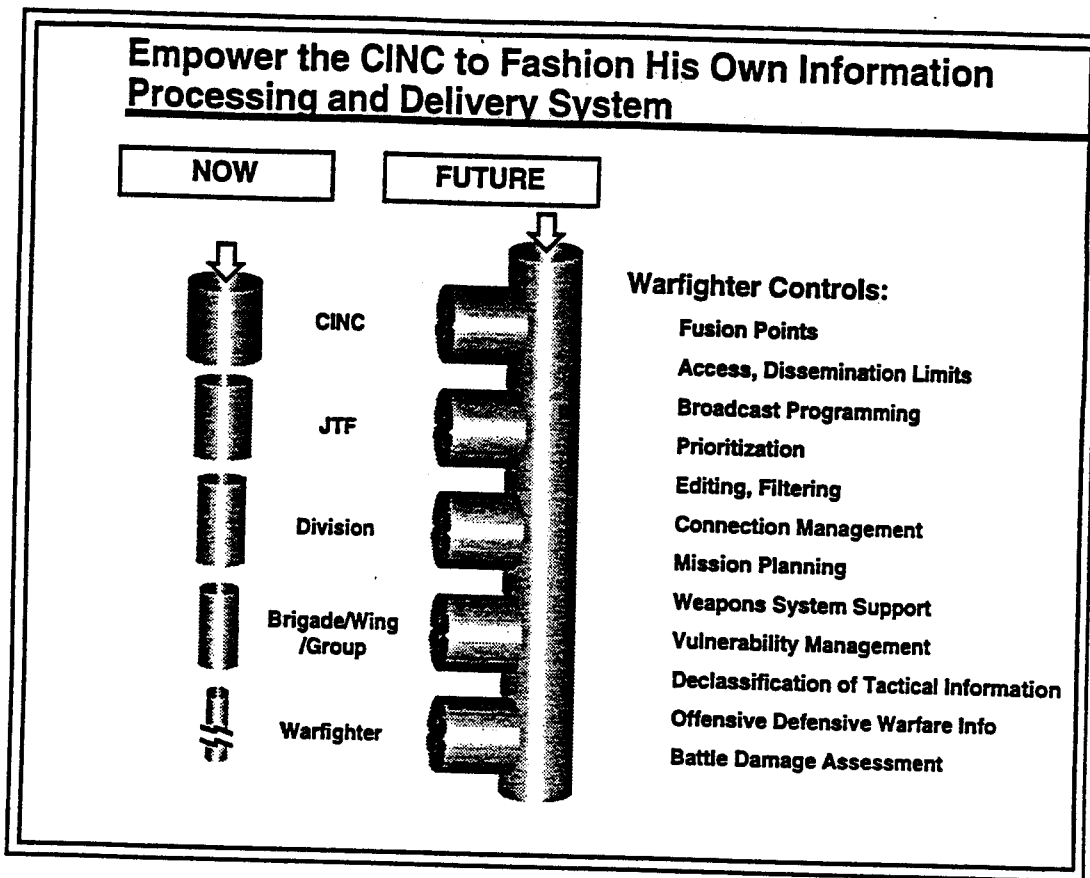 Empower the CINC to Fashion His Own Information
Processing and Delivery System
NOW
FUTURE
CINC
JTF
Division
Brigade/Wing
/Group
Warfighter
Warfighter Controls:
Fusion Points
Access, Dissemination Limits
Broadcast Programming
Prioritization
Editing, Filtering
Connection Management
Mission Planning
Weapons System Support
Vulnerability Management
Declassification of Tactical Information
Offensive Defensive Warfare Info
Battle Damage Assessment